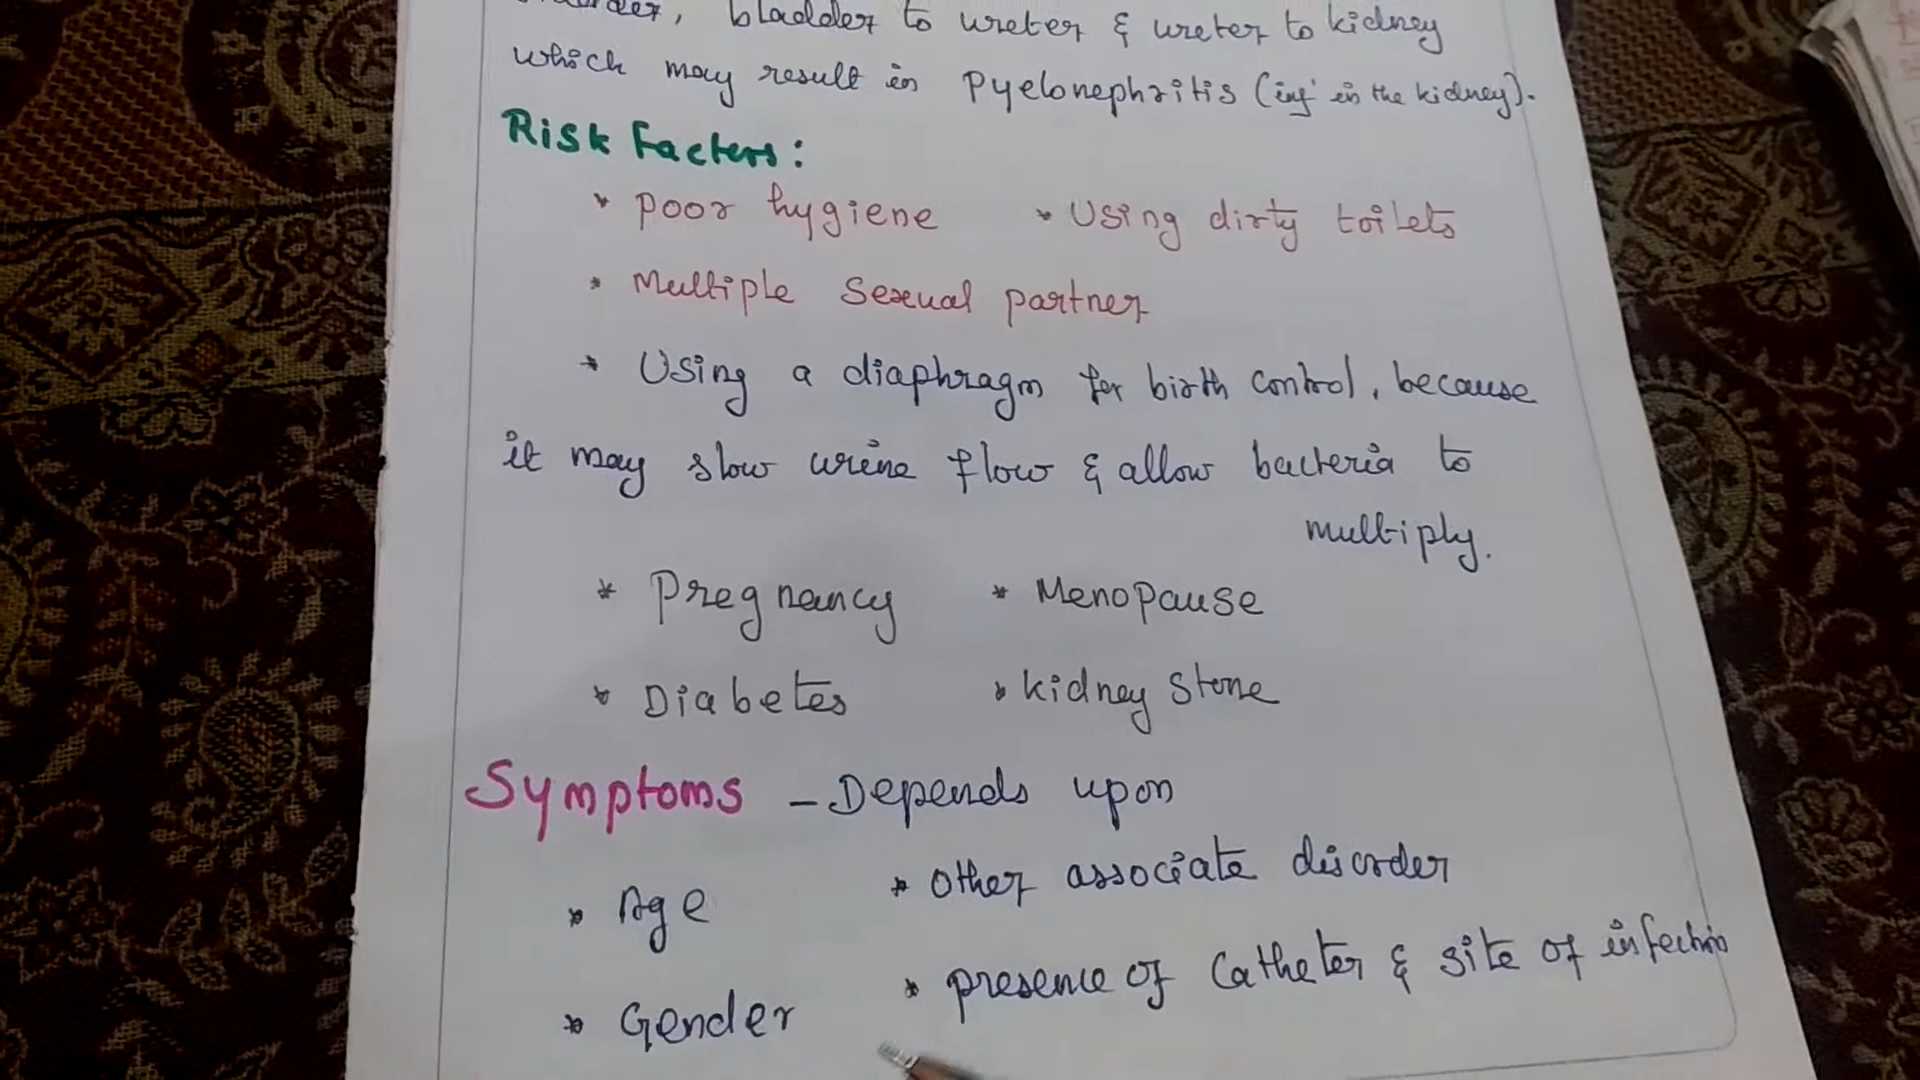 bladder to ureter & ureter to kidney
which may result in Pyelonephritis (inf' in the kidney).
Risk Factors:
* Poor hygiene * Using dirty toilets
* Multiple Sexual partner
* Using a diaphragm for birth control, because
it may slow urine flow & allow bacteria to
multiply.
* Pregnancy * Menopause
* Diabetes * Kidney Stone
Symptoms - Depends upon
* Age * Other associate disorder
* Gender * presence of Catheter & site of infection